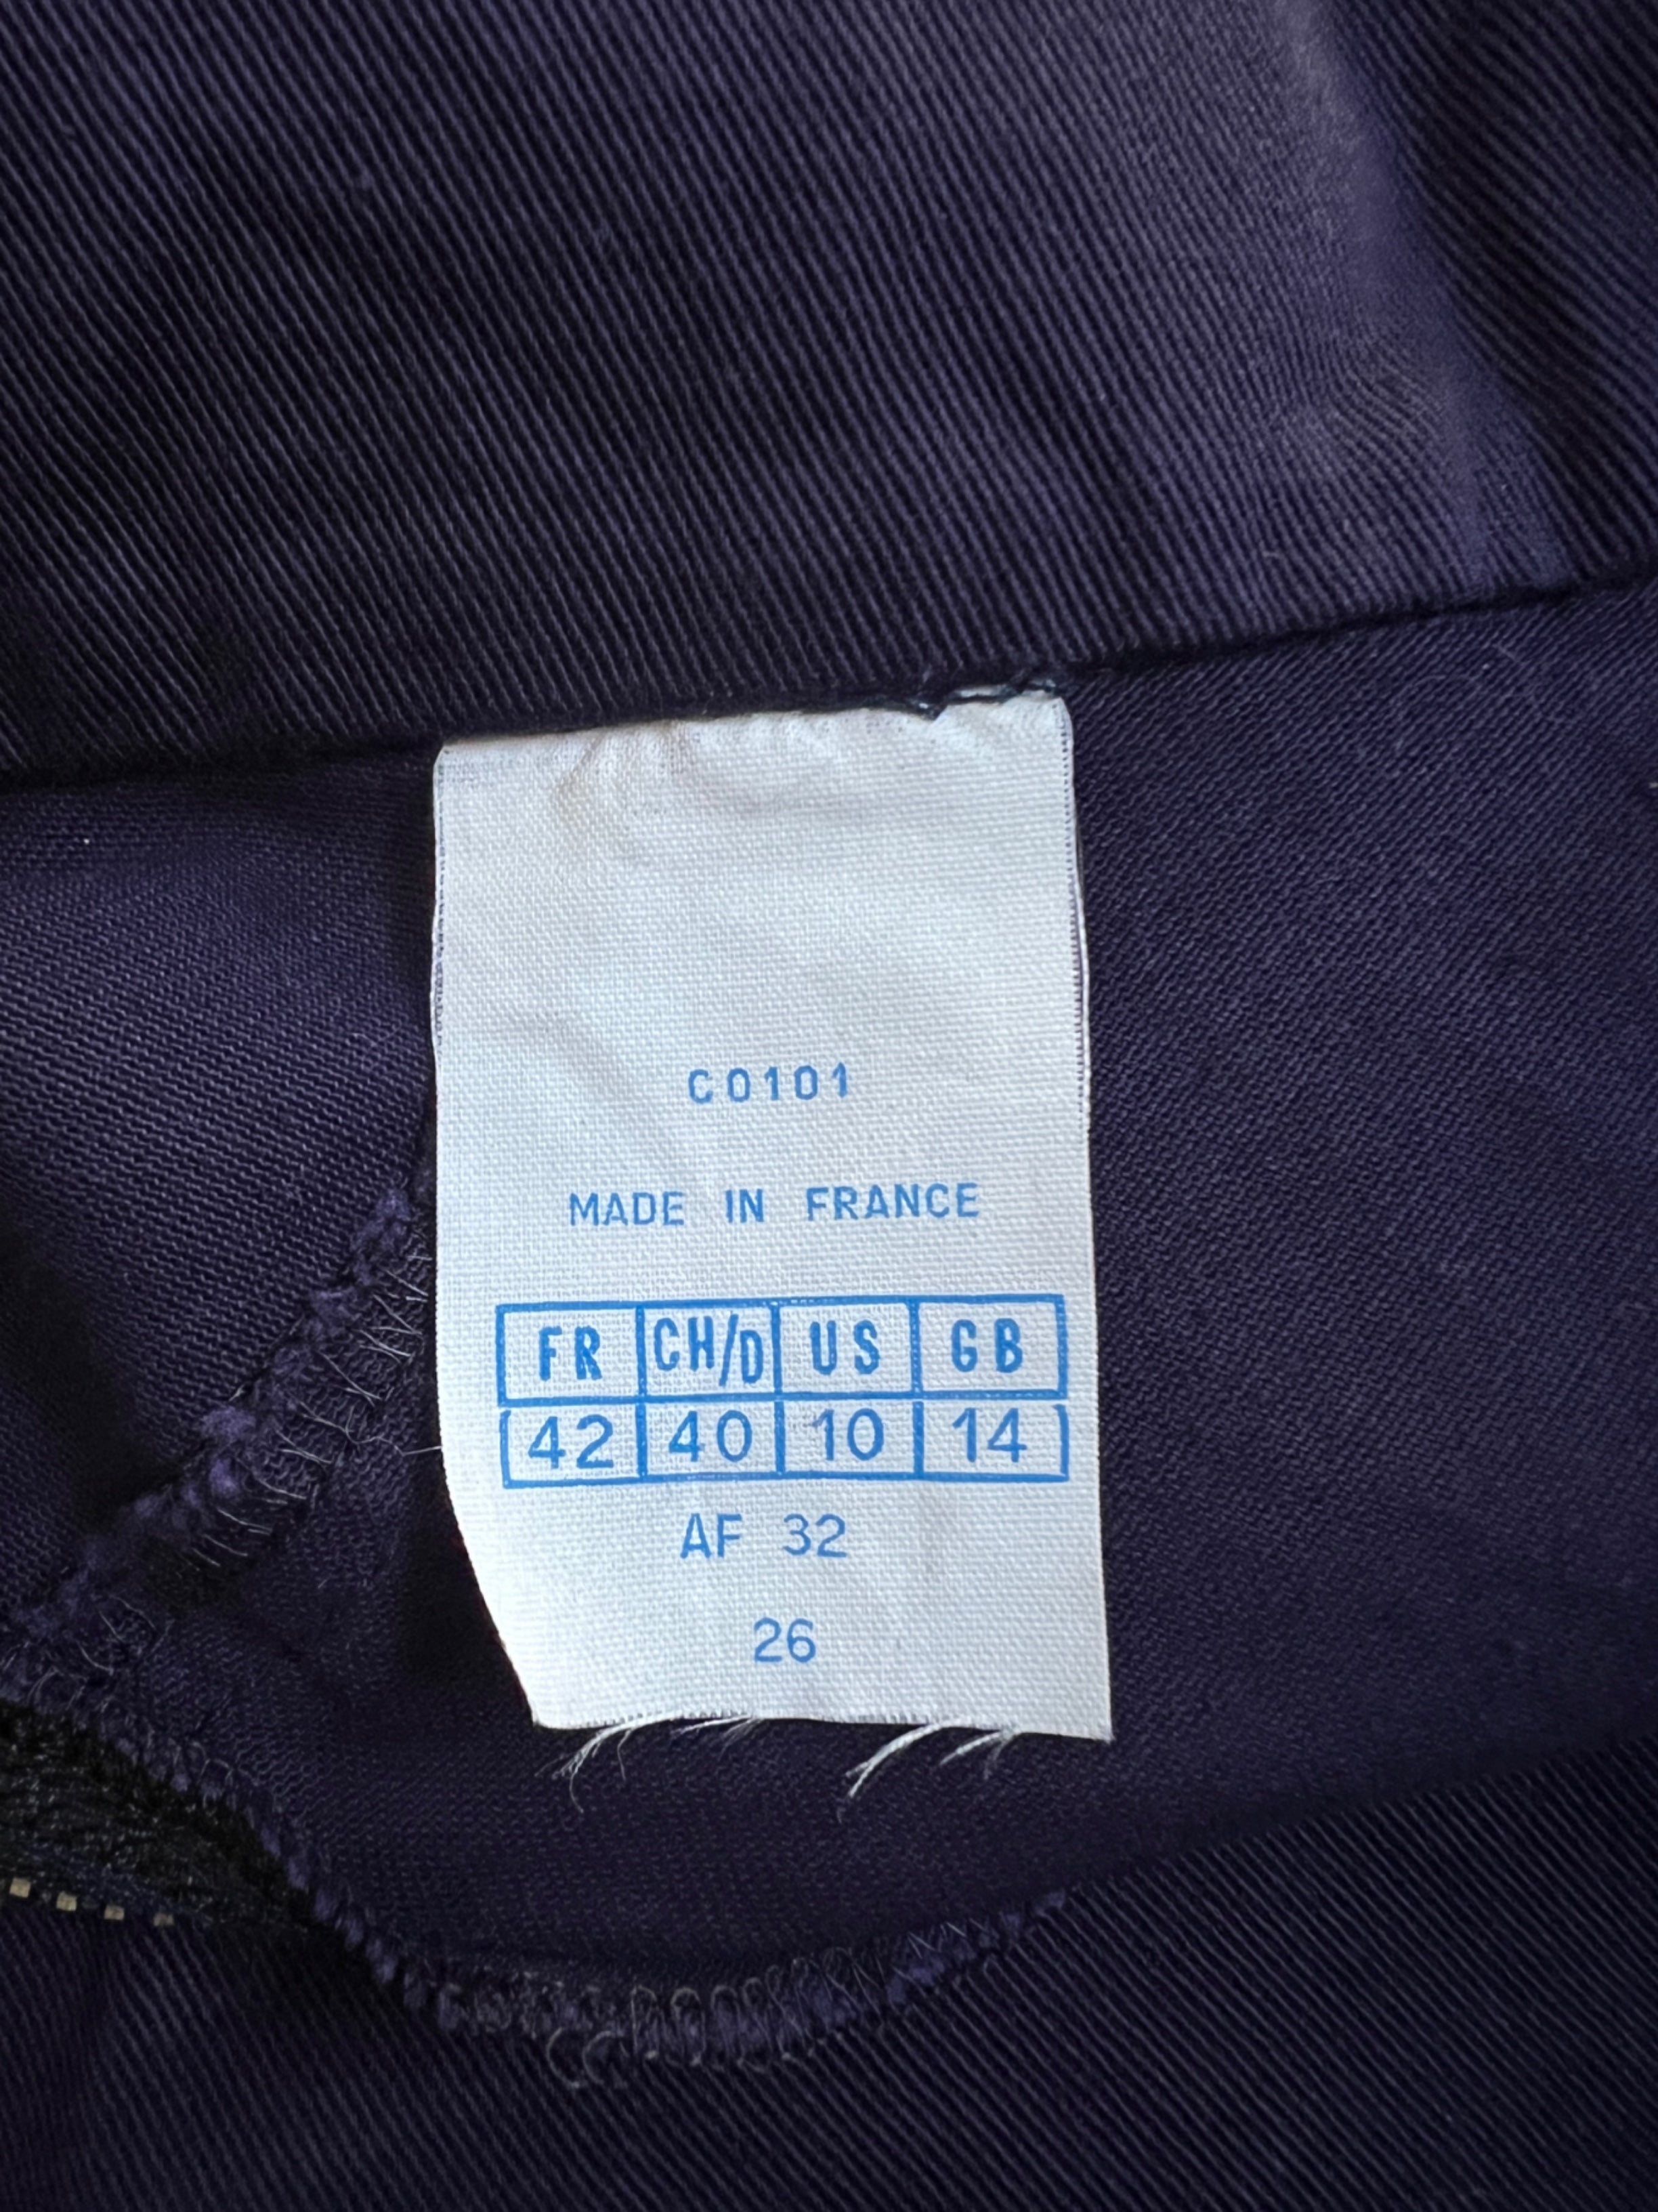 C0101
MADE IN FRANCE
FR CH/D US GB
42 40 10 14
AF 32
26